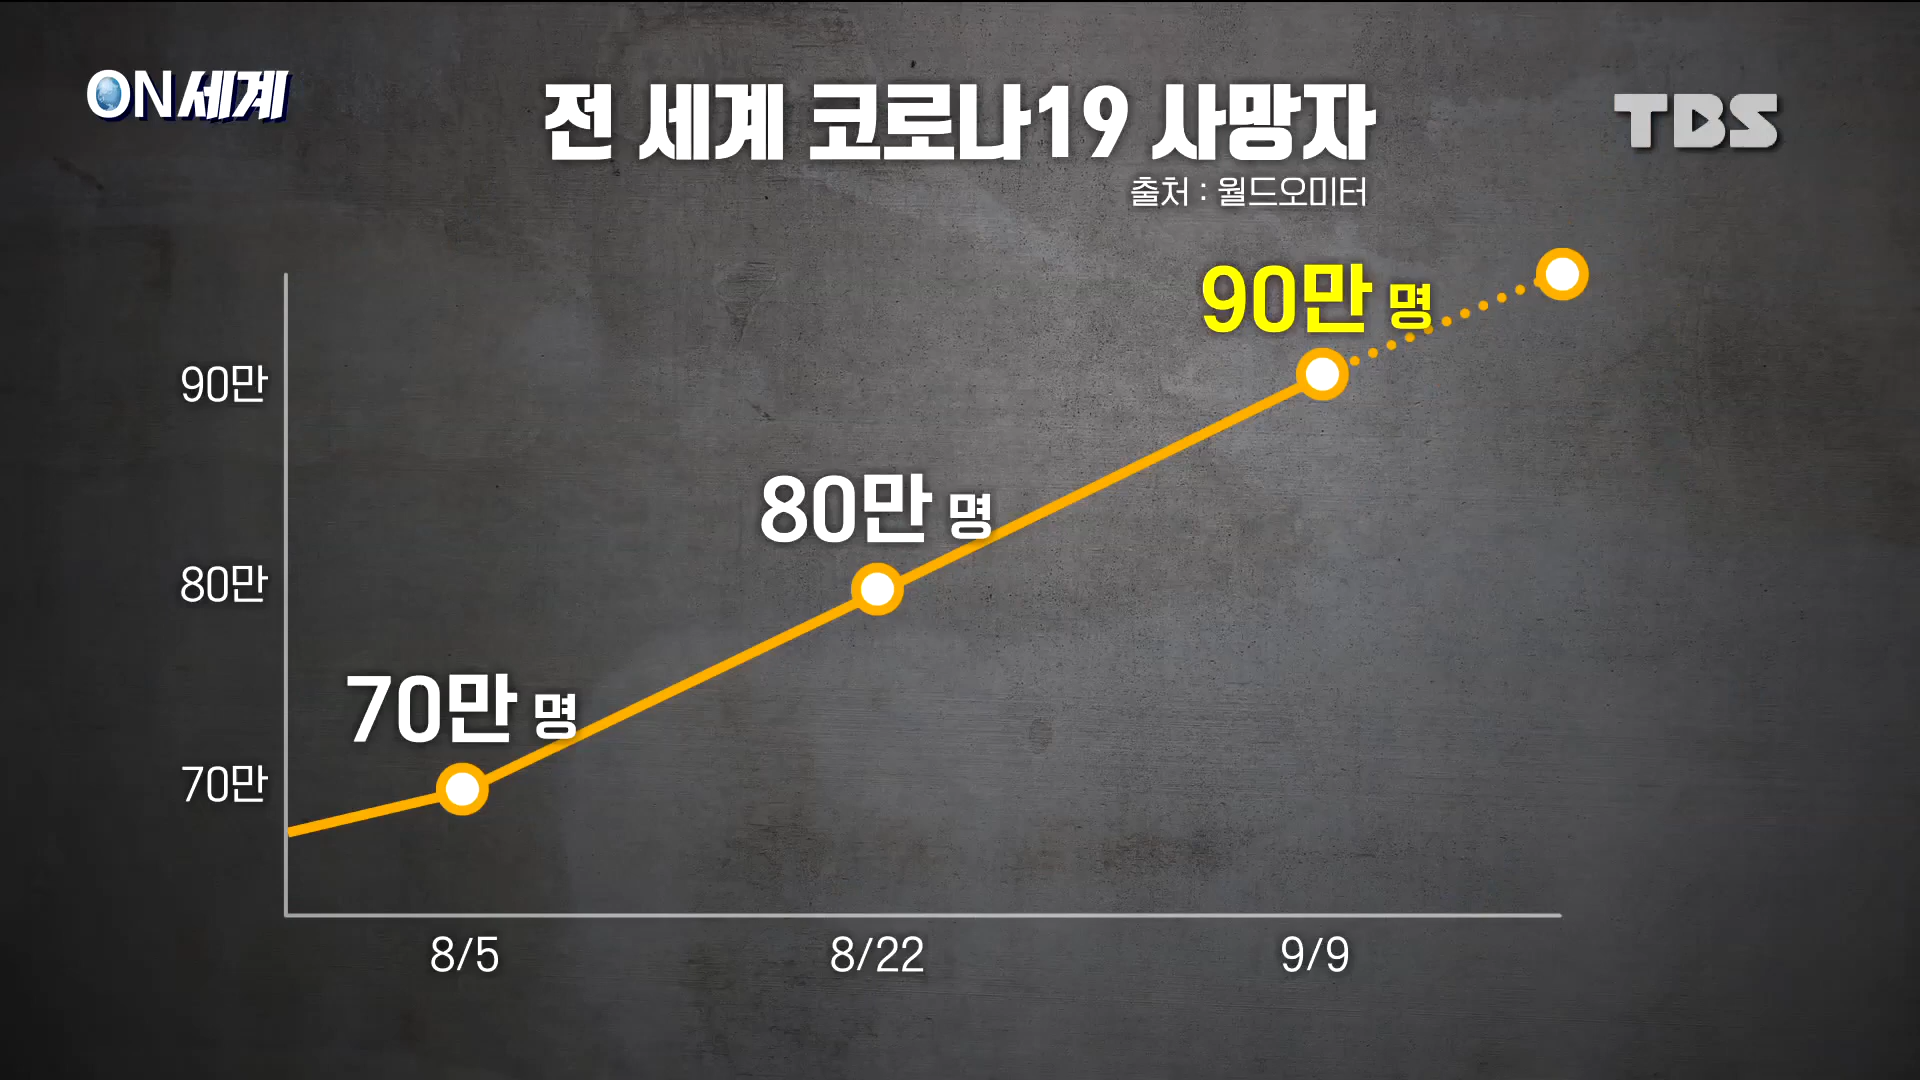 ON세계
전 세계 코로나19 사망자
TBS
출처 : 월드오미터
90만 명
90만
80만 명
80만
70만 명
70만
8/5
8/22
9/9